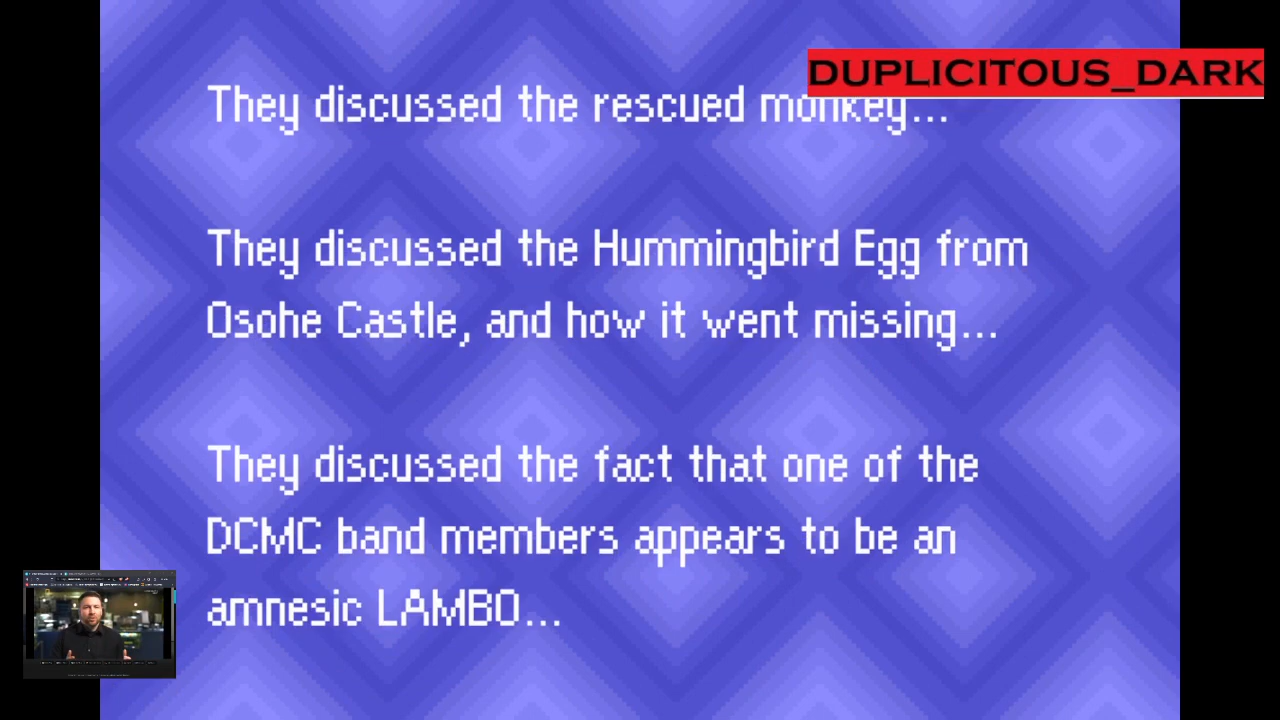 DUPLICITOUS_DARK
They discussed the rescued monkey...
They discussed the Hummingbird Egg from
Osohe Castle, and how it went missing...
They discussed the fact that one of the
DCMC band members appears to be an
amnesic LAMBO...